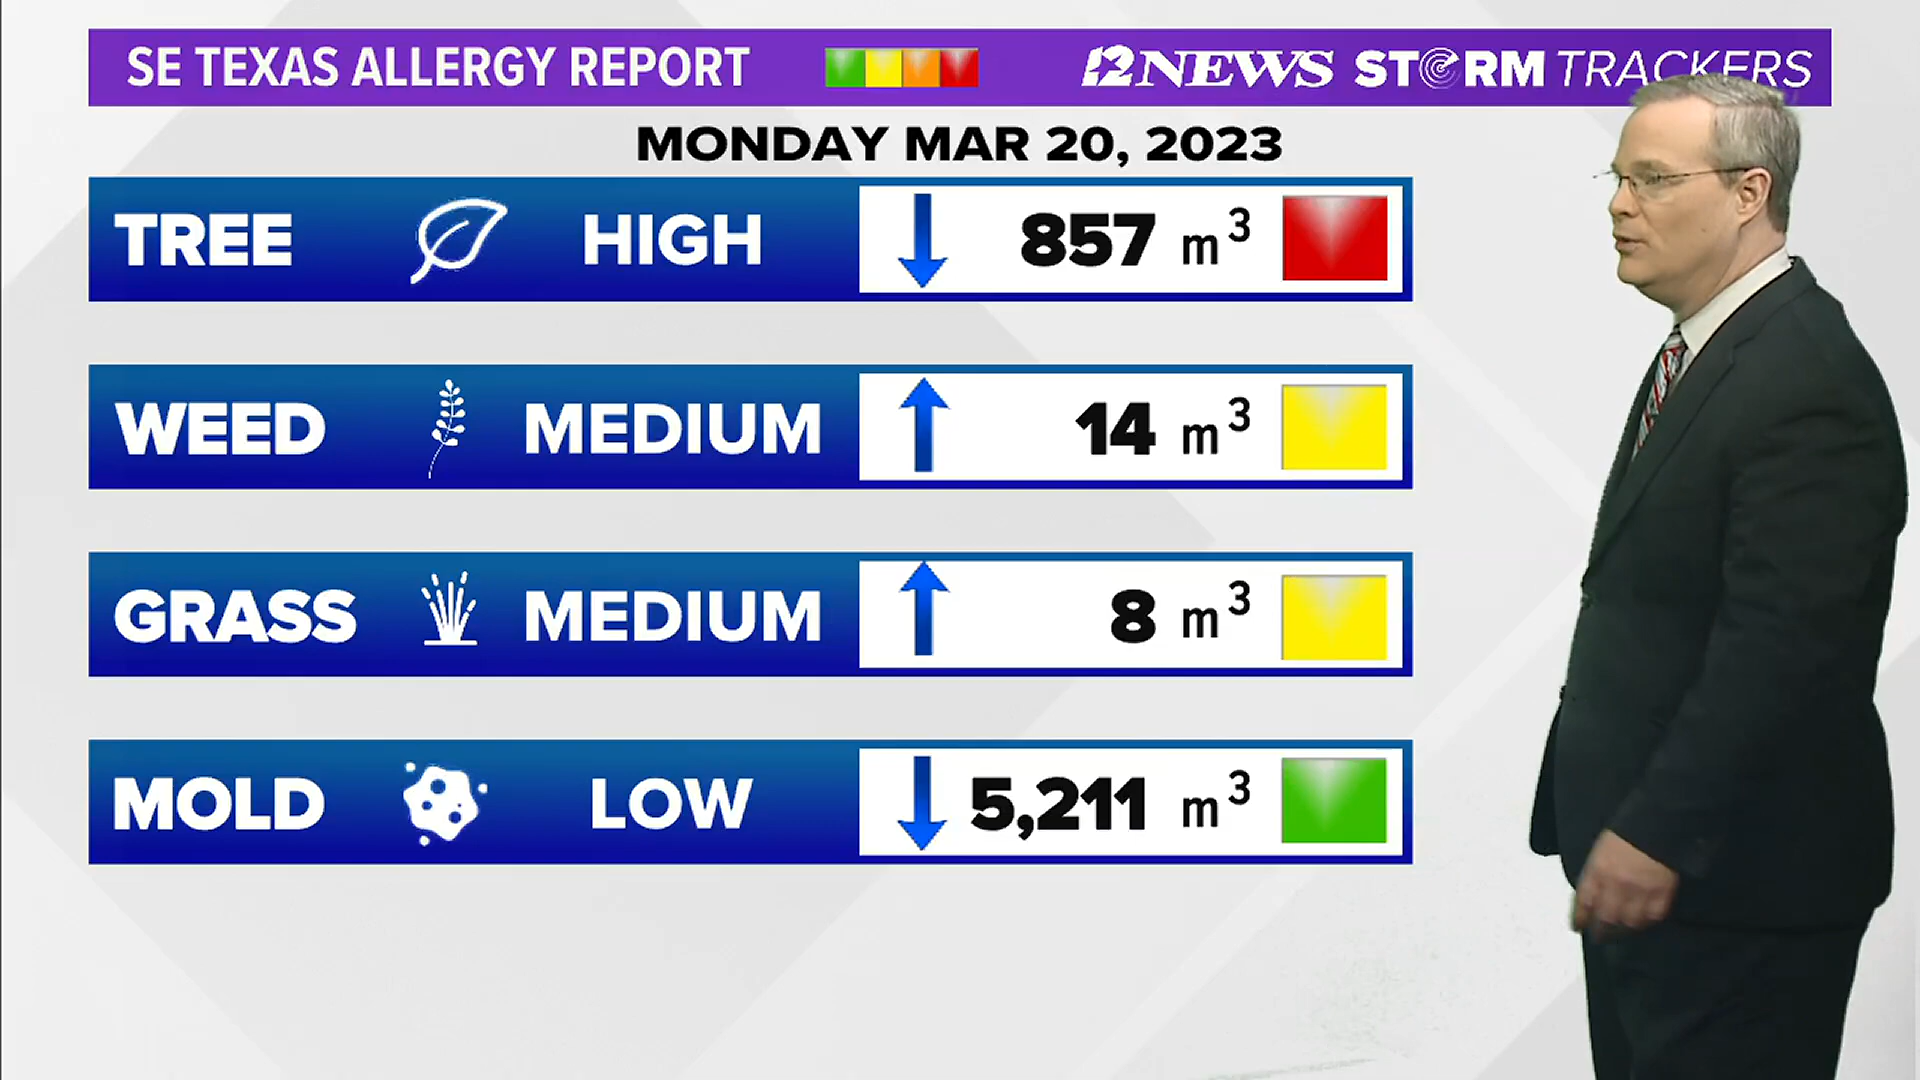 SE TEXAS ALLERGY REPORT 12NEWS STORM TRACKERS
MONDAY MAR 20, 2023
TREE HIGH 857 m³
WEED MEDIUM 14 m³
GRASS MEDIUM 8 m³
MOLD LOW 5,211 m³